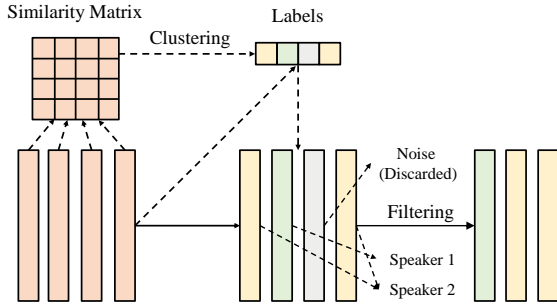 Similarity Matrix
Labels
Clustering
Noise
(Discarded)
Filtering
Speaker 1
Speaker 2